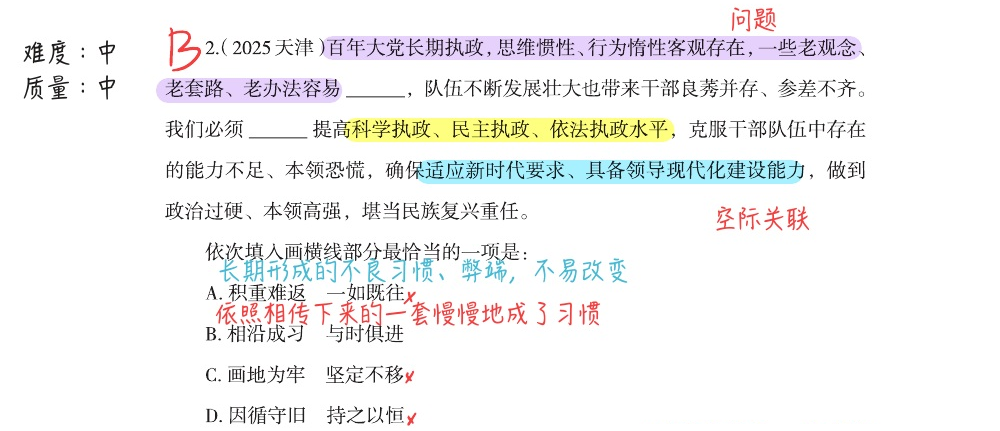 问题
难度：中
质量：中
B 2.（2025天津）百年大党长期执政，思维惯性、行为惰性客观存在，一些老观念、
老套路、老办法容易 ______，队伍不断发展壮大也带来干部良莠并存、参差不齐。
我们必须 ______ 提高科学执政、民主执政、依法执政水平，克服干部队伍中存在
的能力不足、本领恐慌，确保适应新时代要求、具备领导现代化建设能力，做到
政治过硬、本领高强，堪当民族复兴重任。
空际关联
依次填入画横线部分最恰当的一项是：
长期形成的不良习惯、弊端，不易改变
A. 积重难返　一如既往×
依照相传下来的一套慢慢地成了习惯
B. 相沿成习　与时俱进
C. 画地为牢　坚定不移×
D. 因循守旧　持之以恒×